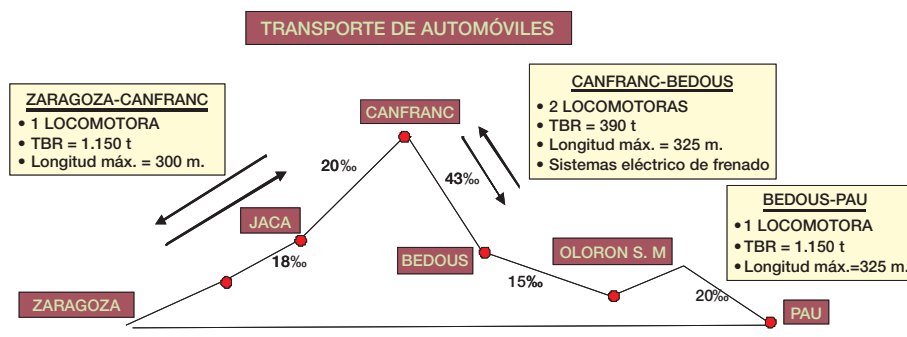 TRANSPORTE DE AUTOMÓVILES
ZARAGOZA-CANFRANC
• 1 LOCOMOTORA
• TBR = 1.150 t
• Longitud máx. = 300 m.
CANFRANC
CANFRANC-BEDOUS
• 2 LOCOMOTORAS
• TBR = 390 t
• Longitud máx. = 325 m.
• Sistemas eléctrico de frenado
20‰
43‰
BEDOUS-PAU
• 1 LOCOMOTORA
• TBR = 1.150 t
• Longitud máx.=325 m.
JACA
18‰
BEDOUS
OLORON S. M
15‰
20‰
ZARAGOZA
PAU